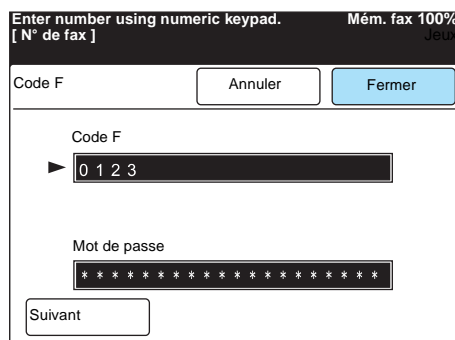 Enter number using numeric keypad. Mém. fax 100%
[ N° de fax ] Jeux
Code F Annuler Fermer
Code F
0 1 2 3
Mot de passe
* * * * * * * * * * * * * * * * * * * *
Suivant